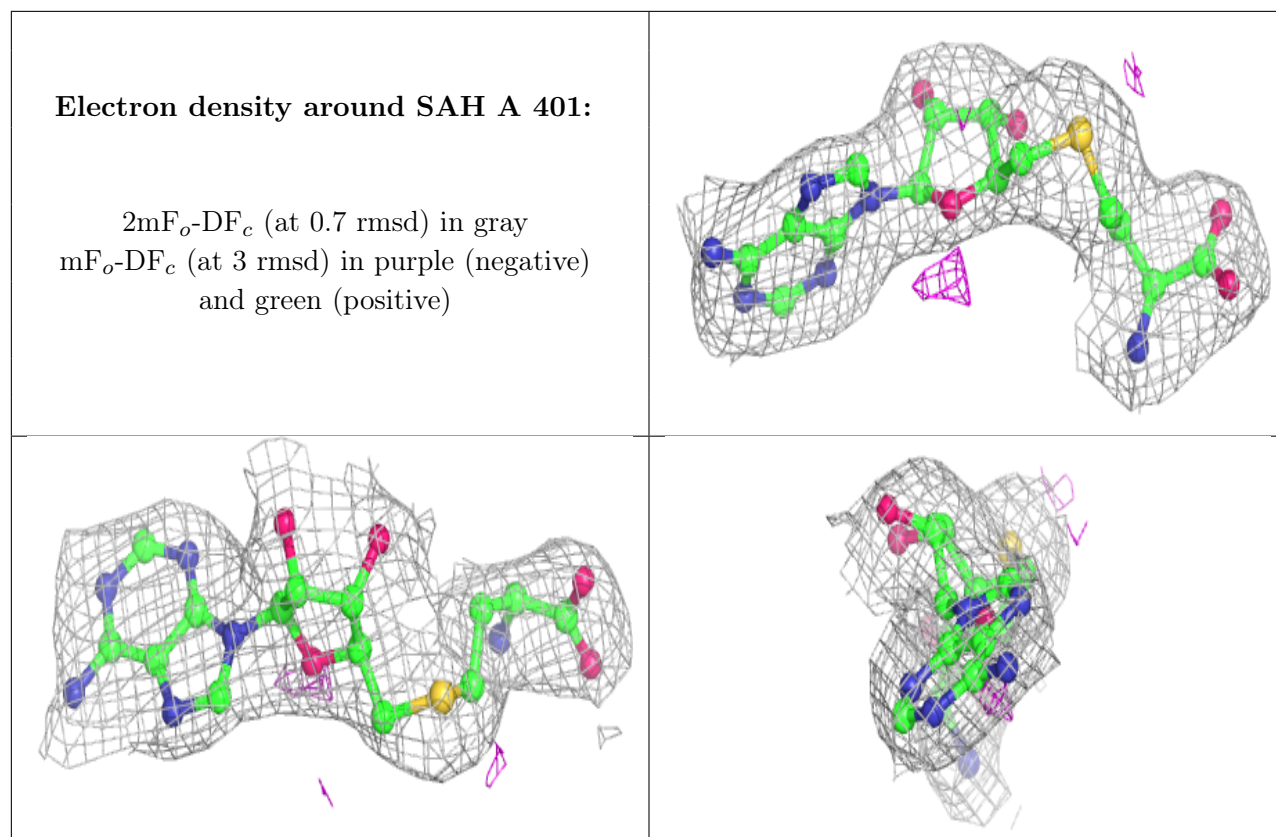 Electron density around SAH A 401:
2mFₒ-DF𝒸 (at 0.7 rmsd) in gray
mFₒ-DF𝒸 (at 3 rmsd) in purple (negative)
and green (positive)